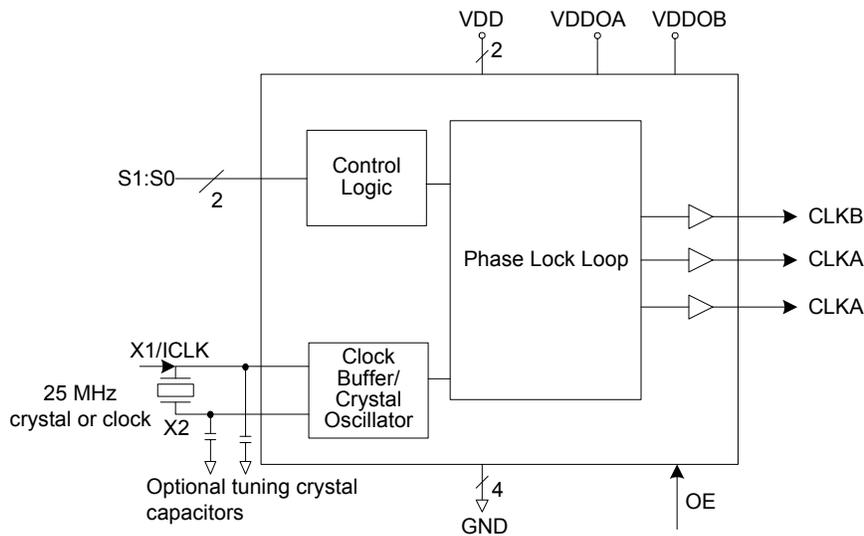 VDD
VDDOA
VDDOB
2
S1:S0
2
Control
Logic
Phase Lock Loop
CLKB
CLKA
CLKA
X1/ICLK
25 MHz
crystal or clock
X2
Clock
Buffer/
Crystal
Oscillator
Optional tuning crystal
capacitors
4
GND
OE